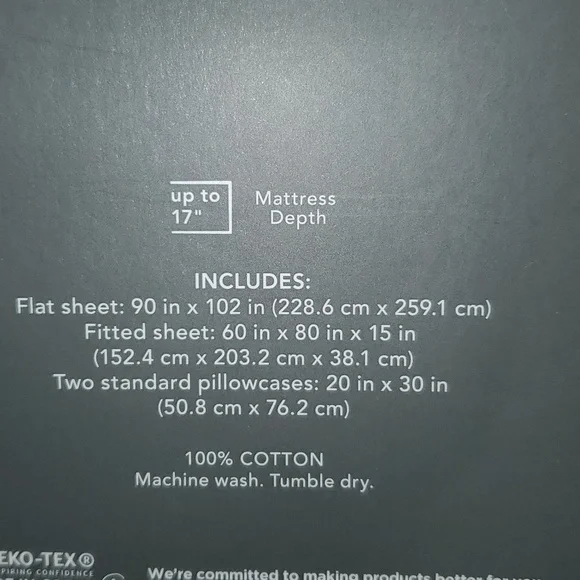 up to
17"
Mattress
Depth
INCLUDES:
Flat sheet: 90 in x 102 in (228.6 cm x 259.1 cm)
Fitted sheet: 60 in x 80 in x 15 in
(152.4 cm x 203.2 cm x 38.1 cm)
Two standard pillowcases: 20 in x 30 in
(50.8 cm x 76.2 cm)
100% COTTON
Machine wash. Tumble dry.
EKO-TEX®
PIRING CONFIDENCE
We're committed to making products better for